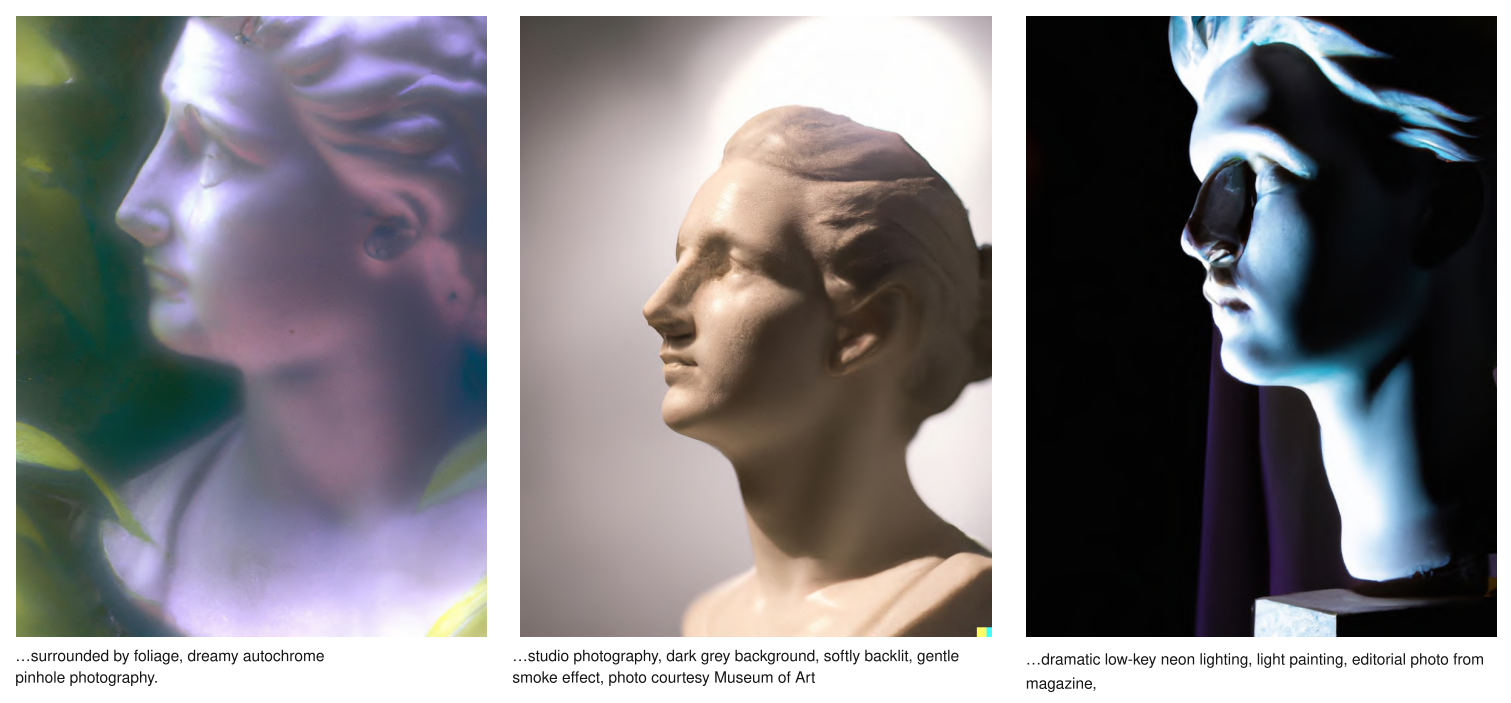 …surrounded by foliage, dreamy autochrome
pinhole photography.
…studio photography, dark grey background, softly backlit, gentle
smoke effect, photo courtesy Museum of Art
…dramatic low-key neon lighting, light painting, editorial photo from
magazine,